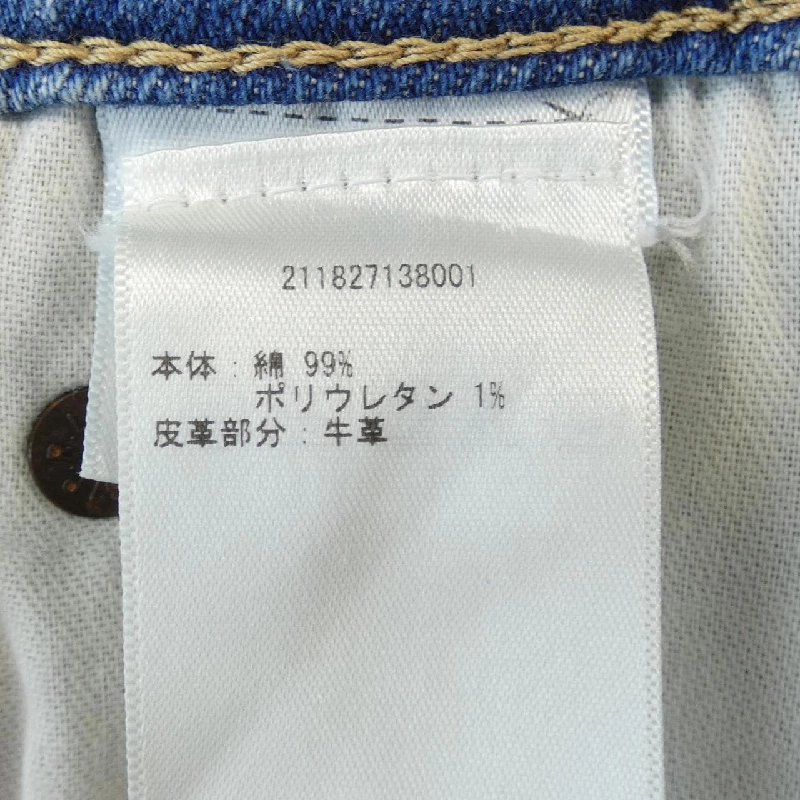 211827138001
本体：綿 99%
ポリウレタン 1%
皮革部分：牛革